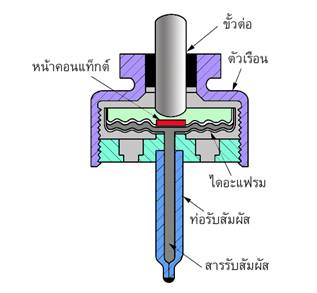 ขั้วต่อ
ตัวเรือน
หน้าคอนแท็กต์
ไดอะแฟรม
ท่อรับสัมผัส
สารรับสัมผัส